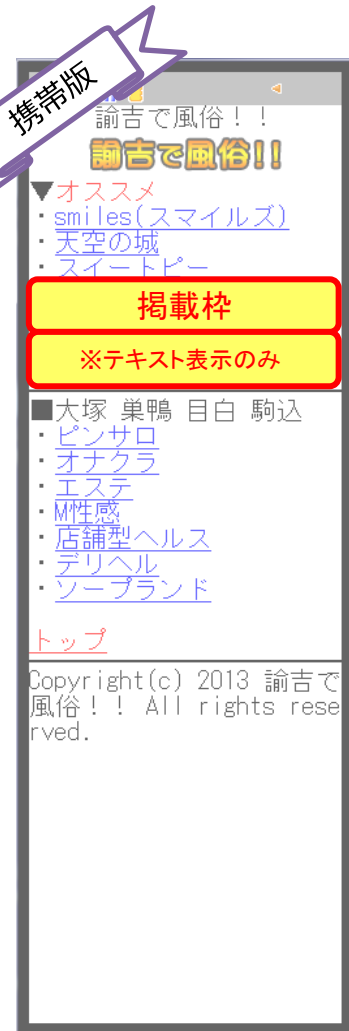 携帯版
諭吉で風俗！！
諭吉で風俗!!
▼オススメ
・smiles(スマイルズ)
・天空の城
・スイートピー
掲載枠
※テキスト表示のみ
■大塚 巣鴨 目白 駒込
・ピンサロ
・オナクラ
・エステ
・M性感
・店舗型ヘルス
・デリヘル
・ソープランド
トップ
Copyright(c) 2013 諭吉で
風俗！！ All rights rese
rved.